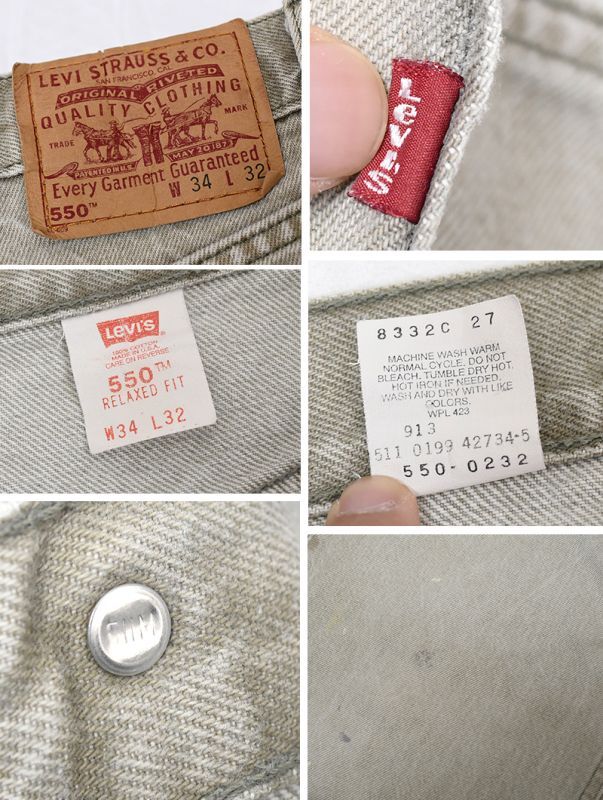 LEVI STRAUSS & CO.
SAN FRANCISCO, CAL.
ORIGINAL RIVETED
QUALITY CLOTHING
TRADE MARK
PATENTED IN U.S. MAY 20 1873
Every Garment Guaranteed
550™ W 34 L 32
Levi's
Levi's
100% COTTON
MADE IN U.S.A.
CARE ON REVERSE
550™
RELAXED FIT
W34 L32
8332C 27
MACHINE WASH WARM
NORMAL CYCLE. DO NOT
BLEACH. TUMBLE DRY HOT,
HOT IRON IF NEEDED.
WASH AND DRY WITH LIKE
COLORS.
WPL 423
913
511 0199 42734-5
550-0232